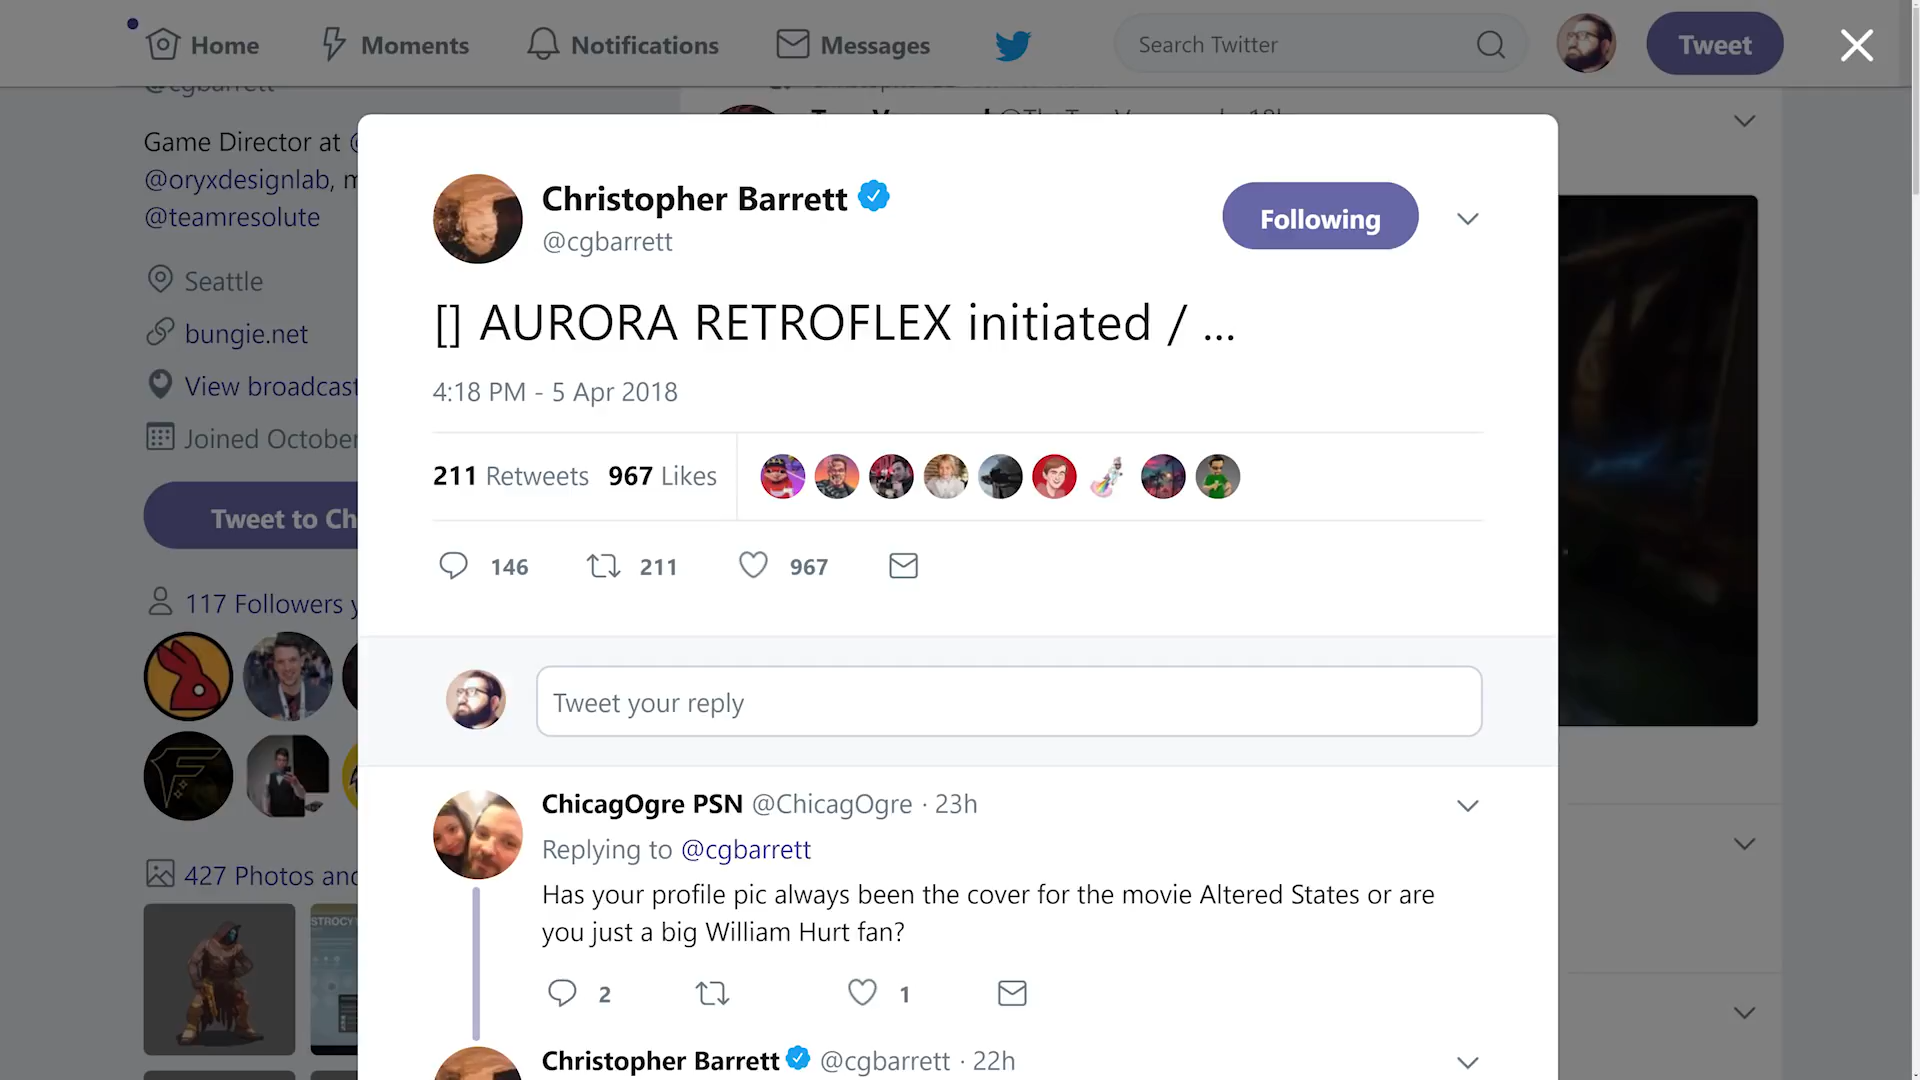 Home
Moments
Notifications
Messages
Search Twitter
Tweet
@cgbarrett
Game Director at
@oryxdesignlab,
@teamresolute
Seattle
bungie.net
View broadcast
Joined October
Tweet to Ch
117 Followers
427 Photos and
Christopher Barrett
@cgbarrett
Following
[] AURORA RETROFLEX initiated / ...
4:18 PM - 5 Apr 2018
211 Retweets 967 Likes
146 211 967
Tweet your reply
ChicagOgre PSN @ChicagOgre · 23h
Replying to @cgbarrett
Has your profile pic always been the cover for the movie Altered States or are
you just a big William Hurt fan?
2 1
Christopher Barrett @cgbarrett · 22h